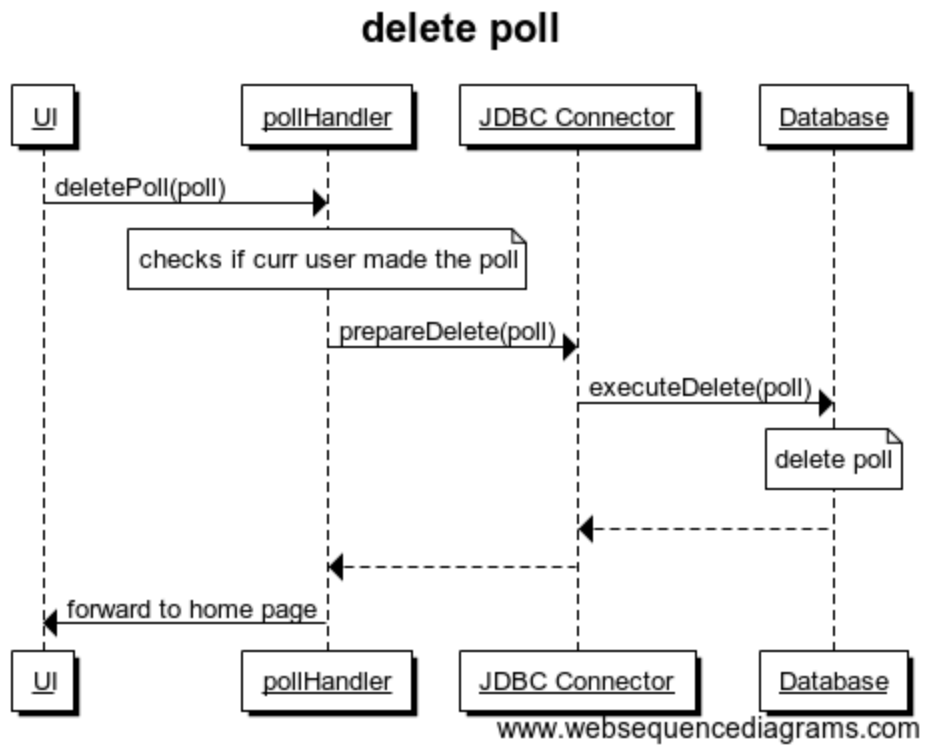 delete poll
UI
pollHandler
JDBC Connector
Database
deletePoll(poll)
checks if curr user made the poll
prepareDelete(poll)
executeDelete(poll)
delete poll
forward to home page
UI
pollHandler
JDBC Connector
Database
www.websequencediagrams.com